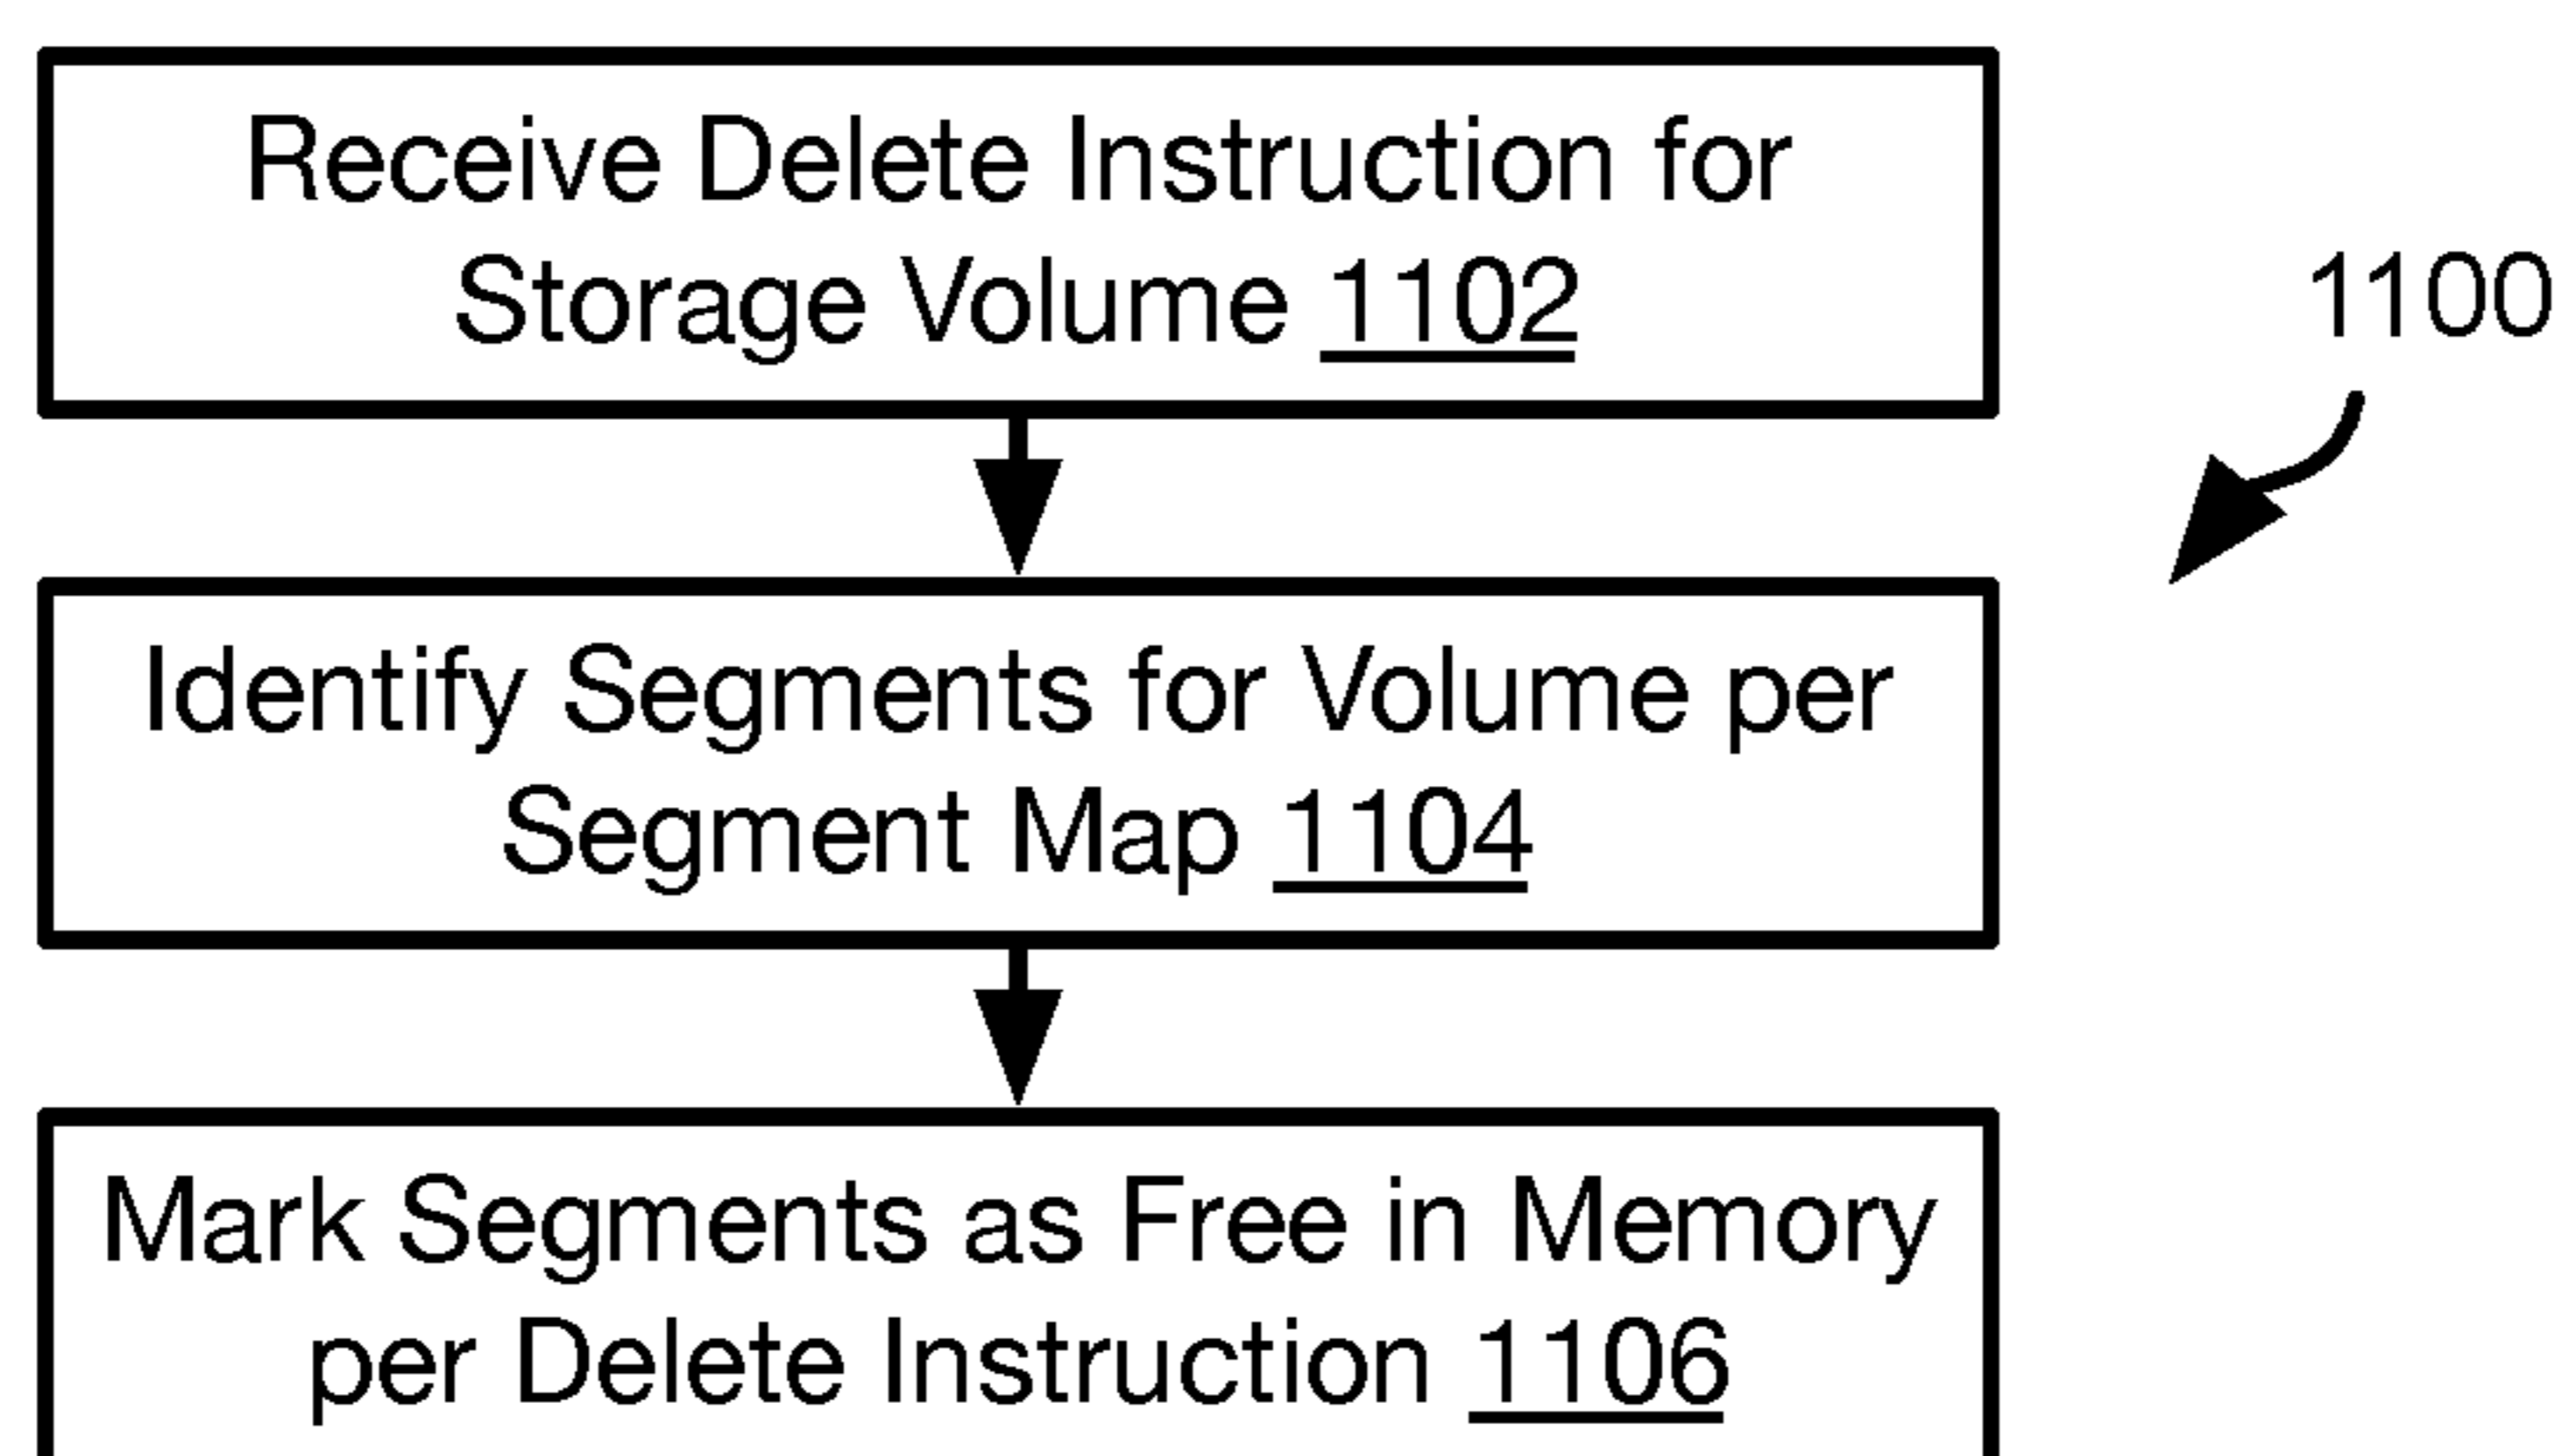 Receive Delete Instruction for
Storage Volume 1102
1100
Identify Segments for Volume per
Segment Map 1104
Mark Segments as Free in Memory
per Delete Instruction 1106